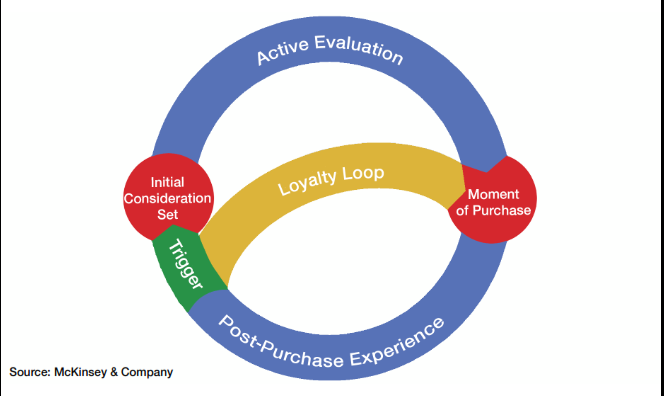 Active Evaluation
Loyalty Loop
Initial
Consideration
Set
Moment
of Purchase
Trigger
Post-Purchase Experience
Source: McKinsey & Company